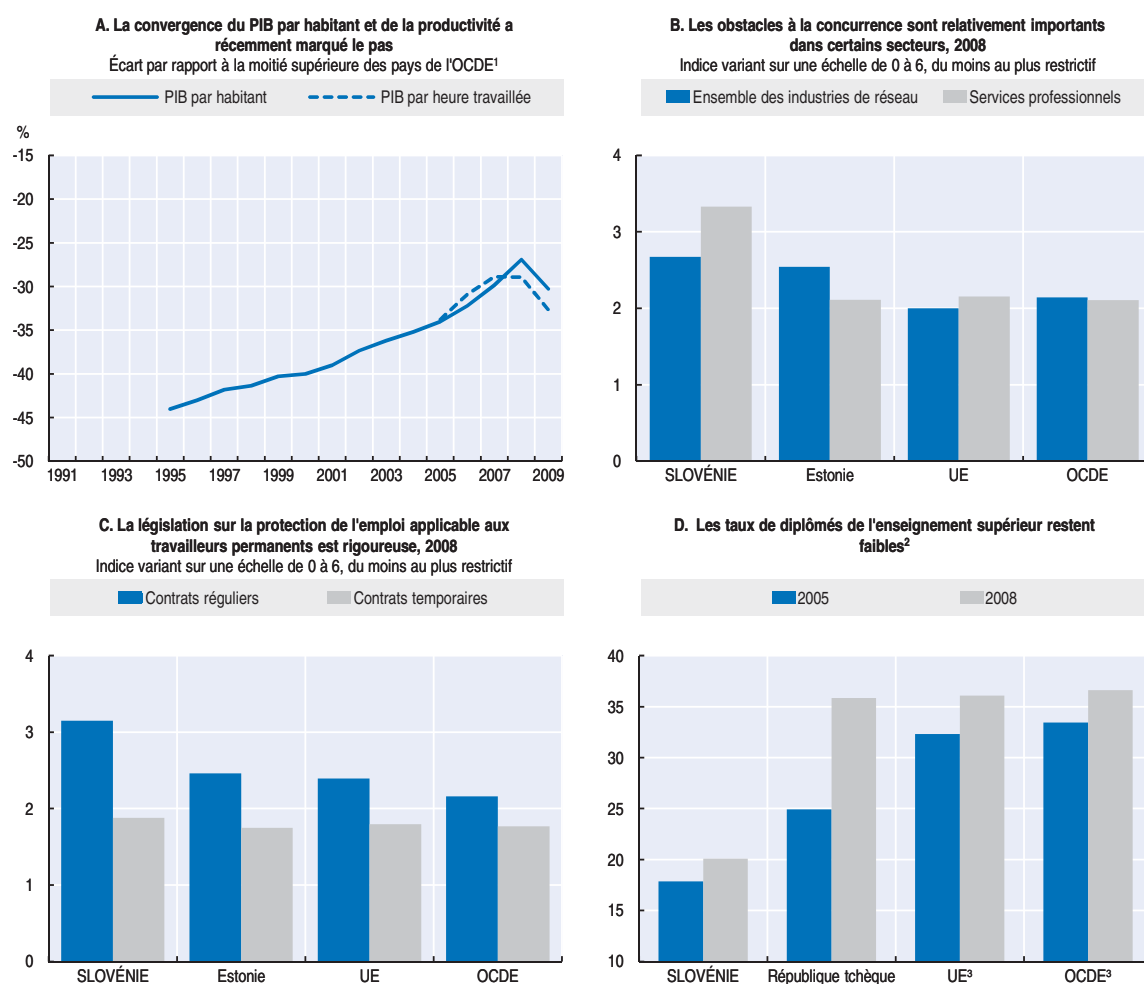 A. La convergence du PIB par habitant et de la productivité a
récemment marqué le pas
Écart par rapport à la moitié supérieure des pays de l'OCDE¹
PIB par habitant PIB par heure travaillée
%
-15
-20
-25
-30
-35
-40
-45
-50
1991 1993 1995 1997 1999 2001 2003 2005 2007 2009
B. Les obstacles à la concurrence sont relativement importants
dans certains secteurs, 2008
Indice variant sur une échelle de 0 à 6, du moins au plus restrictif
Ensemble des industries de réseau Services professionnels
4
3
2
1
0
SLOVÉNIE Estonie UE OCDE
C. La législation sur la protection de l'emploi applicable aux
travailleurs permanents est rigoureuse, 2008
Indice variant sur une échelle de 0 à 6, du moins au plus restrictif
Contrats réguliers Contrats temporaires
4
3
2
1
0
SLOVÉNIE Estonie UE OCDE
D. Les taux de diplômés de l'enseignement supérieur restent
faibles²
2005 2008
40
35
30
25
20
15
10
SLOVÉNIE République tchèque UE³ OCDE³